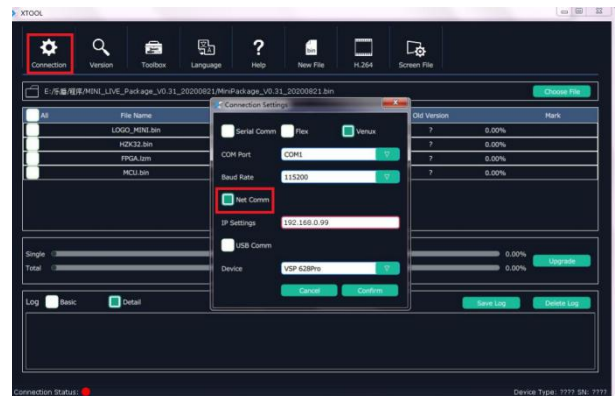 XTOOL
Connection Version Toolbox Language Help New File H.264 Screen File
E:/乐播/程序/MINI_LIVE_Package_V0.31_20200821/MiniPackage_V0.31_20200821.bin Choose File
All File Name Old Version Mark
LOGO_MINI.bin ? 0.00%
HZK32.bin ? 0.00%
FPGA.lzm ? 0.00%
MCU.bin ? 0.00%
Connection Settings
Serial Comm Flex Venux
COM Port COM1
Baud Rate 115200
Net Comm
IP Settings 192.168.0.99
USB Comm
Device VSP 628Pro
Cancel Confirm
Single 0.00%
Total 0.00%
Upgrade
Log Basic Detail Save Log Delete Log
Connection Status: Device Type: ???? SN: ????